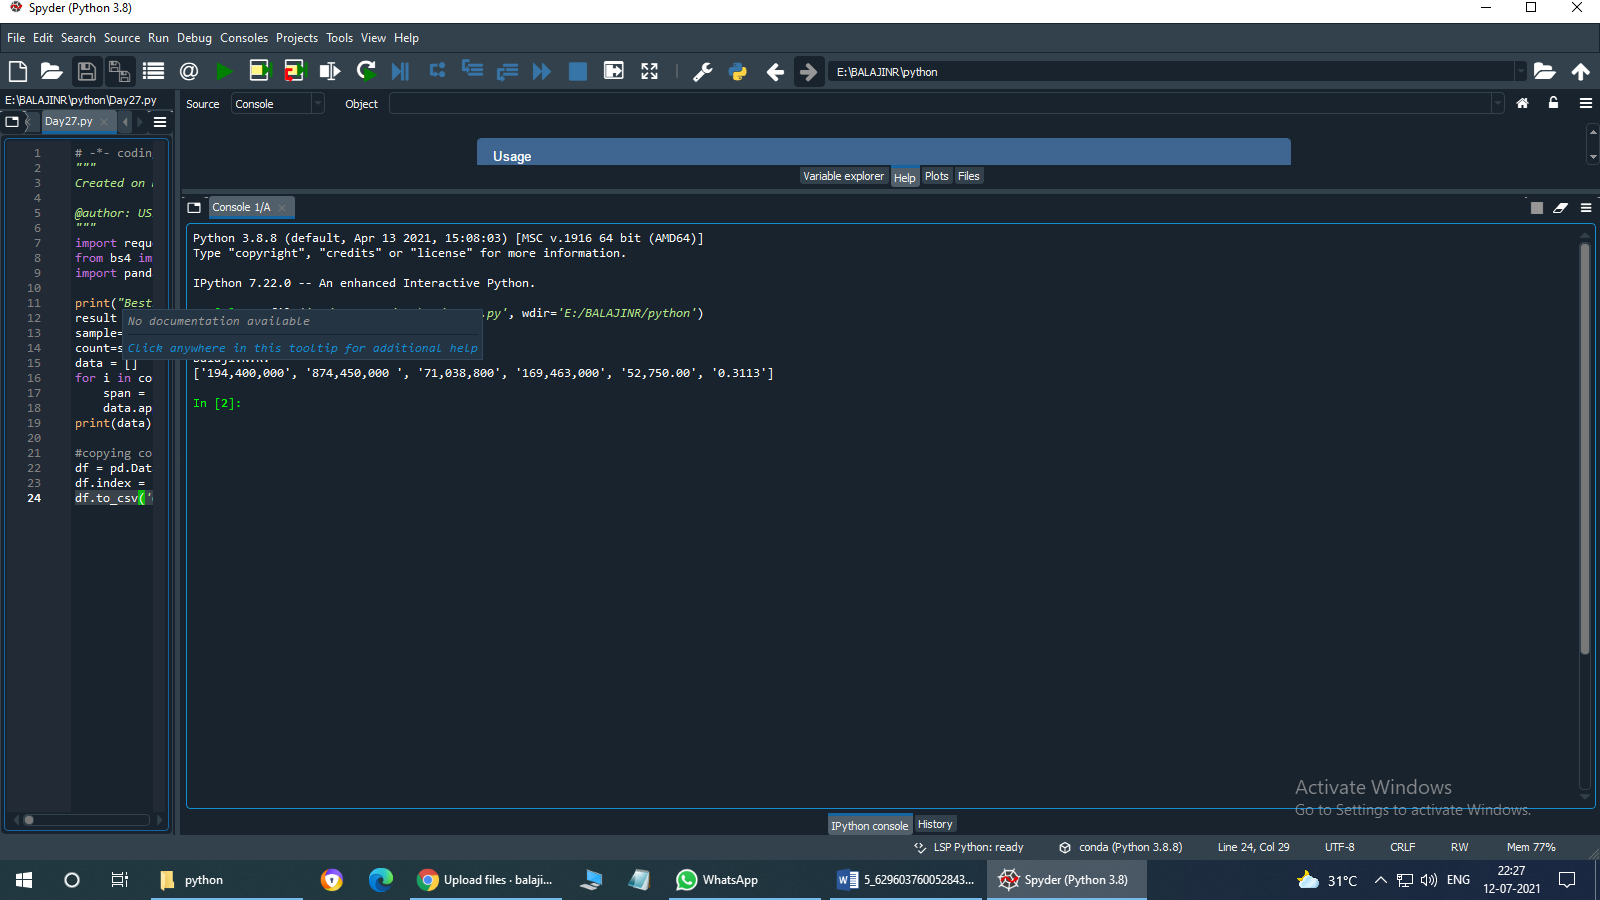 Spyder (Python 3.8)
File Edit Search Source Run Debug Consoles Projects Tools View Help
E:\BALAJINR\python
E:\BALAJINR\python\Day27.py
Source Console Object
Day27.py
Usage
Variable explorer Help Plots Files
Console 1/A
1 # -*- coding
2 """
3 Created on
4
5 @author: US
6 """
7 import requ
8 from bs4 im
9 import pand
10
11 print("Best
12 result
13 sample=
14 count=s
15 data = []
16 for i in co
17 span =
18 data.ap
19 print(data)
20
21 #copying co
22 df = pd.Dat
23 df.index =
24 df.to_csv('
No documentation available
Click anywhere in this tooltip for additional help
Python 3.8.8 (default, Apr 13 2021, 15:08:03) [MSC v.1916 64 bit (AMD64)]
Type "copyright", "credits" or "license" for more information.
IPython 7.22.0 -- An enhanced Interactive Python.
.py', wdir='E:/BALAJINR/python')
['194,400,000', '874,450,000 ', '71,038,800', '169,463,000', '52,750.00', '0.3113']
In [2]:
Activate Windows
Go to Settings to activate Windows.
IPython console History
LSP Python: ready conda (Python 3.8.8) Line 24, Col 29 UTF-8 CRLF RW Mem 77%
python Upload files · balaji... WhatsApp 5_629603760052843... Spyder (Python 3.8) 31°C ENG 22:27
12-07-2021